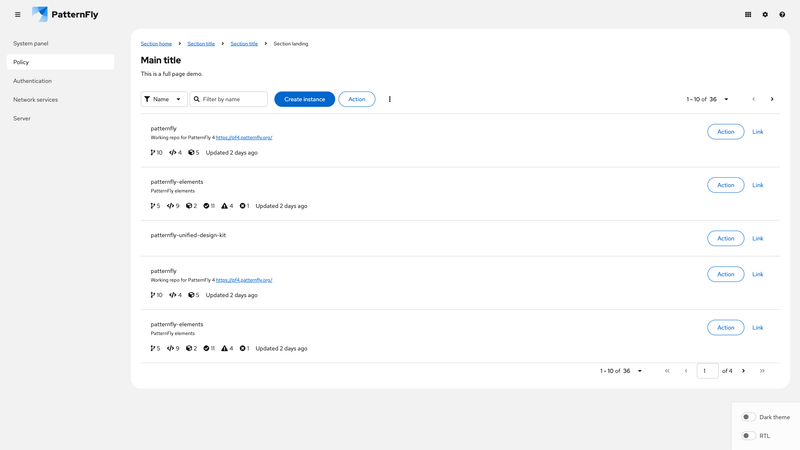 PatternFly
System panel
Policy
Authentication
Network services
Server
Section home Section title Section title Section landing
Main title
This is a full page demo.
Name Filter by name Create instance Action 1 - 10 of 36
patternfly
Working repo for PatternFly 4 https://pf4.patternfly.org/
10 4 5 Updated 2 days ago
Action Link
patternfly-elements
PatternFly elements
5 9 2 11 4 1 Updated 2 days ago
Action Link
patternfly-unified-design-kit
Action Link
patternfly
Working repo for PatternFly 4 https://pf4.patternfly.org/
10 4 5 Updated 2 days ago
Action Link
patternfly-elements
PatternFly elements
5 9 2 11 4 1 Updated 2 days ago
Action Link
1 - 10 of 36 1 of 4
Dark theme
RTL